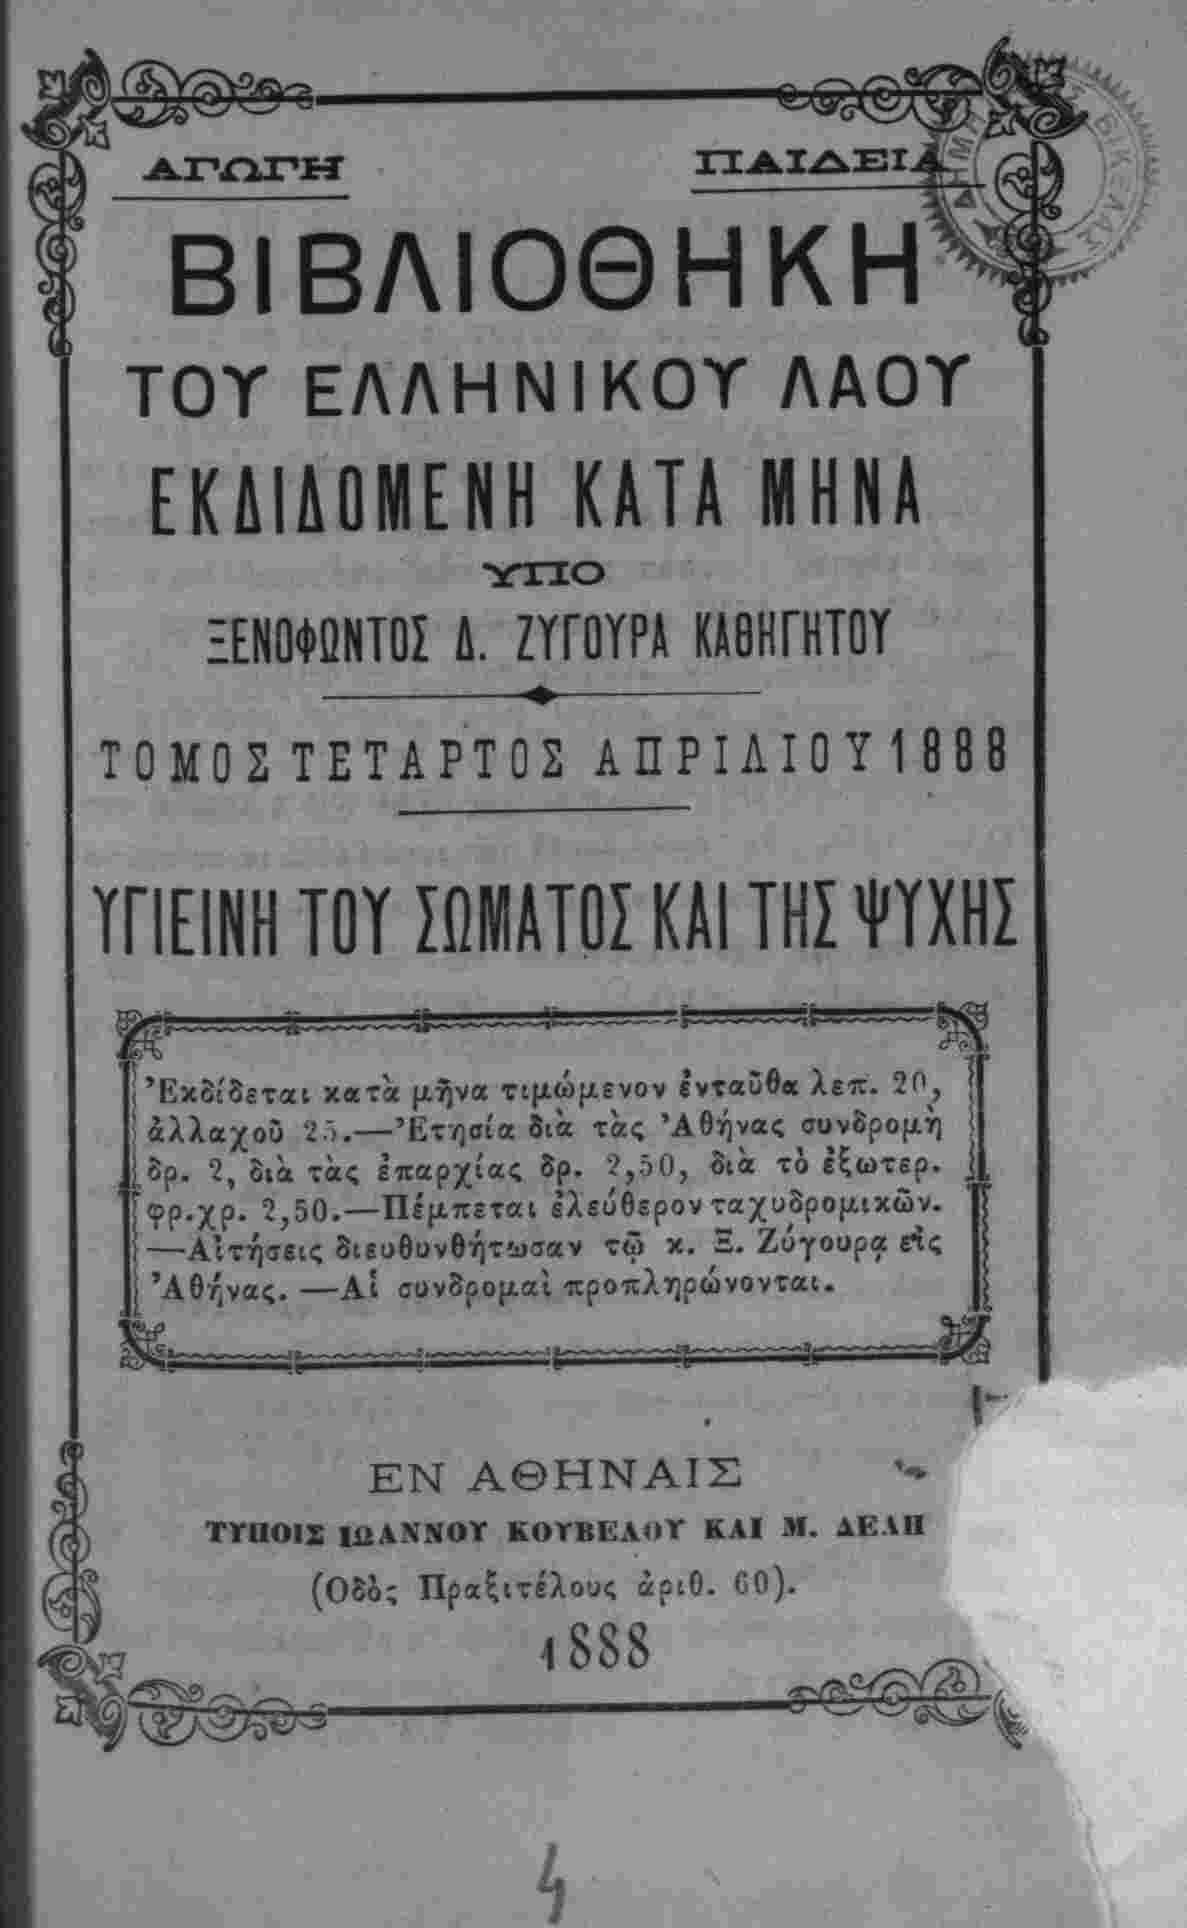 ΑΓΩΓΗ ΠΑΙΔΕΙΑ
ΒΙΒΛΙΟΘΗΚΗ
ΤΟΥ ΕΛΛΗΝΙΚΟΥ ΛΑΟΥ
ΕΚΔΙΔΟΜΕΝΗ ΚΑΤΑ ΜΗΝΑ
ΥΠΟ
ΞΕΝΟΦΩΝΤΟΣ Δ. ΖΥΓΟΥΡΑ ΚΑΘΗΓΗΤΟΥ
ΤΟΜΟΣ ΤΕΤΑΡΤΟΣ ΑΠΡΙΛΙΟΥ 1888
ΥΓΙΕΙΝΗ ΤΟΥ ΣΩΜΑΤΟΣ ΚΑΙ ΤΗΣ ΨΥΧΗΣ
Ἐκδίδεται κατὰ μῆνα τιμώμενον ἐνταῦθα λεπ. 20,
ἀλλαχοῦ 25.—Ἐτησία διὰ τὰς Ἀθήνας συνδρομὴ
δρ. 2, διὰ τὰς ἐπαρχίας δρ. 2,50, διὰ τὸ ἐξωτερ.
φρ.χρ. 2,50.—Πέμπεται ἐλεύθερον ταχυδρομικῶν.
—Αἰτήσεις διευθυνθήτωσαν τῷ κ. Ξ. Ζύγουρᾳ εἰς
Ἀθήνας. —Αἱ συνδρομαὶ προπληρώνονται.
ΕΝ ΑΘΗΝΑΙΣ
ΤΥΠΟΙΣ ΙΩΑΝΝΟΥ ΚΟΥΒΕΛΟΥ ΚΑΙ Μ. ΔΕΛΗ
(Οδὸς Πραξιτέλους ἀριθ. 60).
1888
4